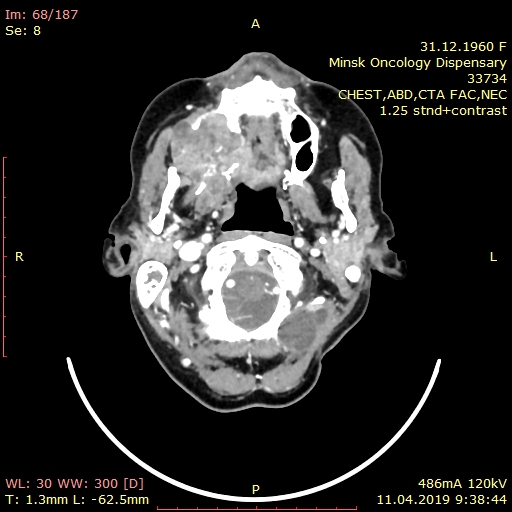 Im: 68/187
Se: 8
A
31.12.1960 F
Minsk Oncology Dispensary
33734
CHEST,ABD,CTA FAC,NEC
1.25 stnd+contrast
R
L
WL: 30 WW: 300 [D]
T: 1.3mm L: -62.5mm
P
486mA 120kV
11.04.2019 9:38:44